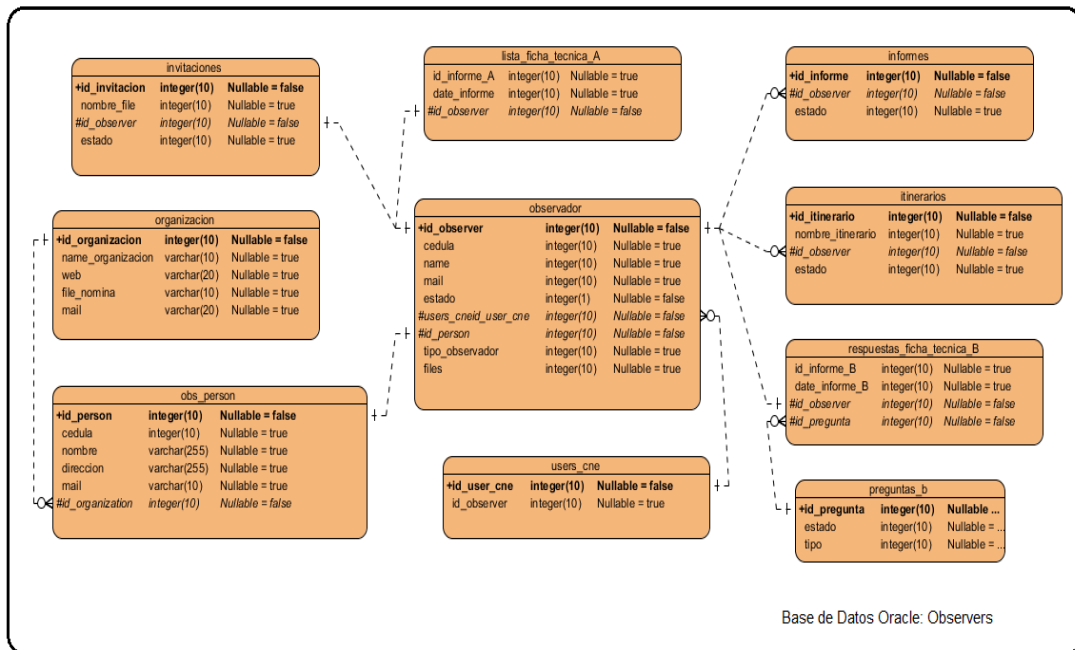 invitaciones
+id_invitacion integer(10) Nullable = false
nombre_file integer(10) Nullable = true
#id_observer integer(10) Nullable = false
estado integer(10) Nullable = true
lista_ficha_tecnica_A
id_informe_A integer(10) Nullable = true
date_informe integer(10) Nullable = true
#id_observer integer(10) Nullable = false
informes
+id_informe integer(10) Nullable = false
#id_observer integer(10) Nullable = false
estado integer(10) Nullable = true
organizacion
+id_organizacion integer(10) Nullable = false
name_organizacion varchar(10) Nullable = true
web varchar(20) Nullable = true
file_nomina varchar(10) Nullable = true
mail varchar(20) Nullable = true
observador
+id_observer integer(10) Nullable = false
cedula integer(10) Nullable = true
name integer(10) Nullable = true
mail integer(10) Nullable = true
estado integer(1) Nullable = false
#users_cneid_user_cne integer(10) Nullable = false
#id_person integer(10) Nullable = false
tipo_observador integer(10) Nullable = true
files integer(10) Nullable = true
itinerarios
+id_itinerario integer(10) Nullable = false
nombre_itinerario integer(10) Nullable = true
#id_observer integer(10) Nullable = false
estado integer(10) Nullable = true
respuestas_ficha_tecnica_B
id_informe_B integer(10) Nullable = true
date_informe_B integer(10) Nullable = true
#id_observer integer(10) Nullable = false
#id_pregunta integer(10) Nullable = false
obs_person
+id_person integer(10) Nullable = false
cedula integer(10) Nullable = true
nombre varchar(255) Nullable = true
direccion varchar(255) Nullable = true
mail varchar(10) Nullable = true
#id_organization integer(10) Nullable = false
users_cne
+id_user_cne integer(10) Nullable = false
id_observer integer(10) Nullable = true
preguntas_b
+id_pregunta integer(10) Nullable ...
estado integer(10) Nullable = ...
tipo integer(10) Nullable = ...
Base de Datos Oracle: Observers